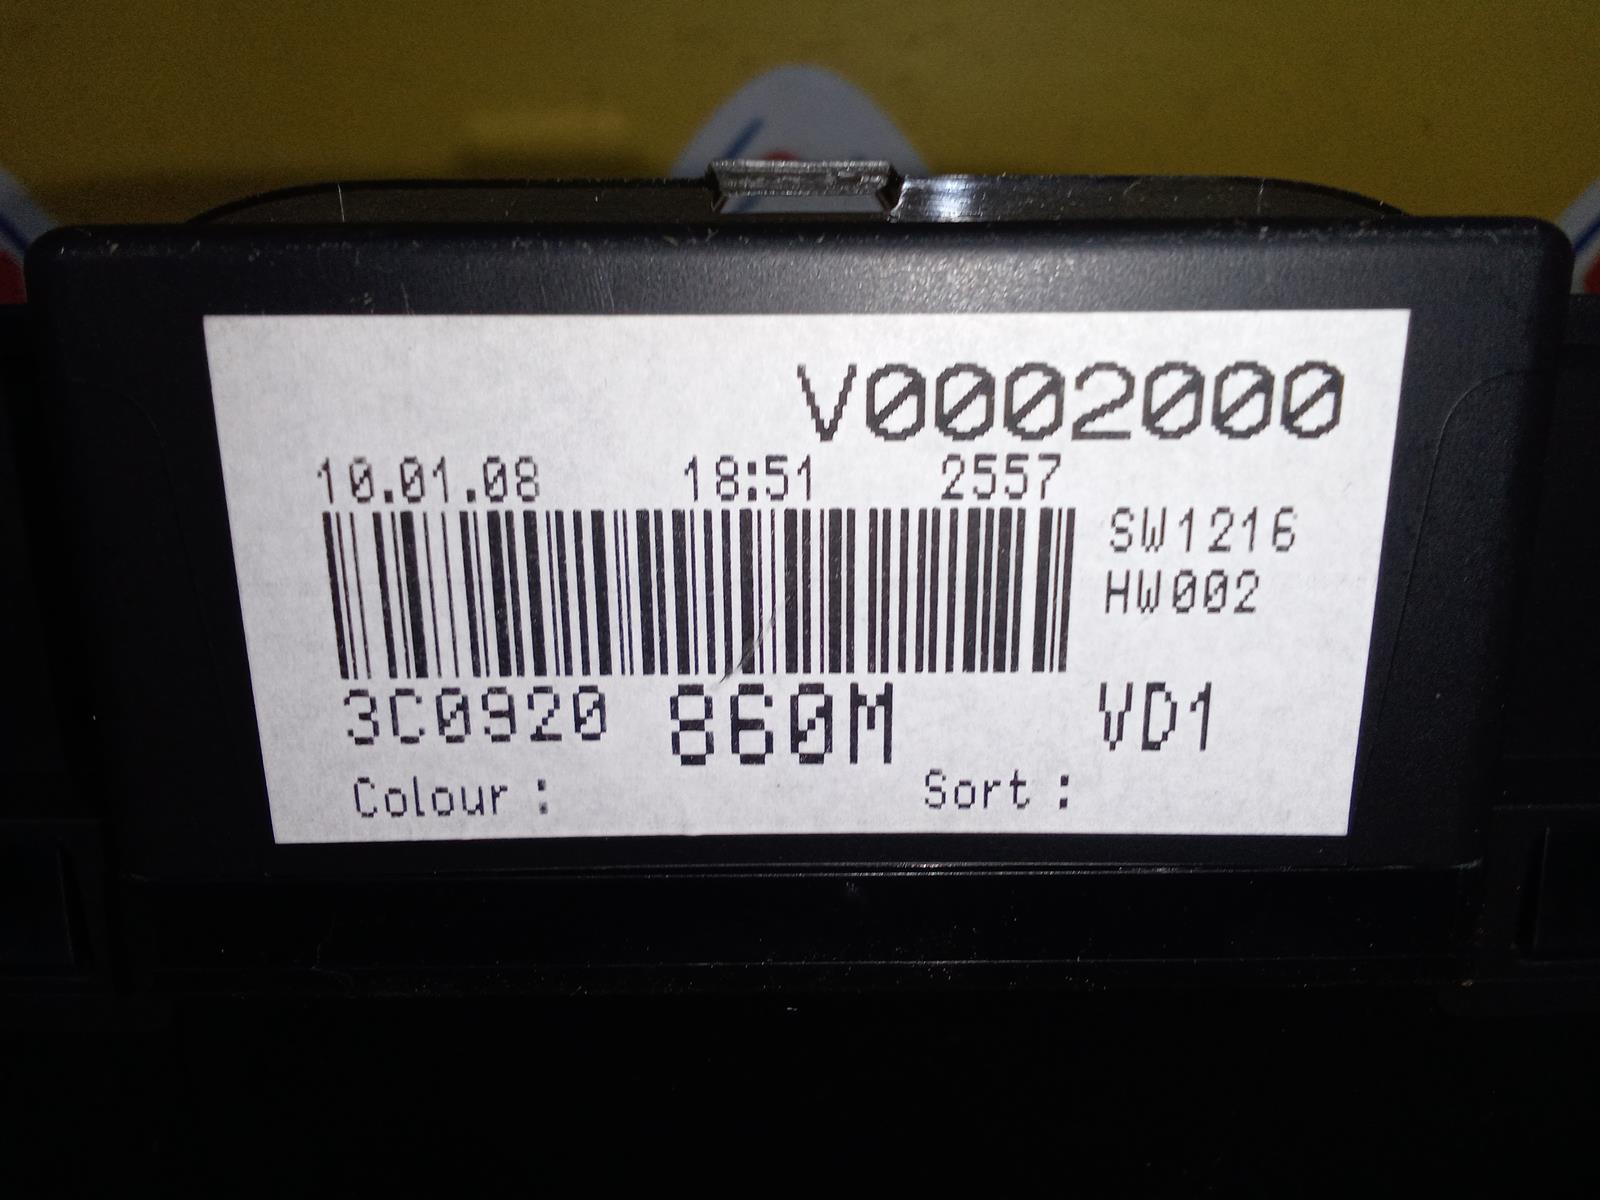 V0002000
10.01.08 18:51 2557
SW1216
HW002
3C0920 860M VD1
Colour : Sort :